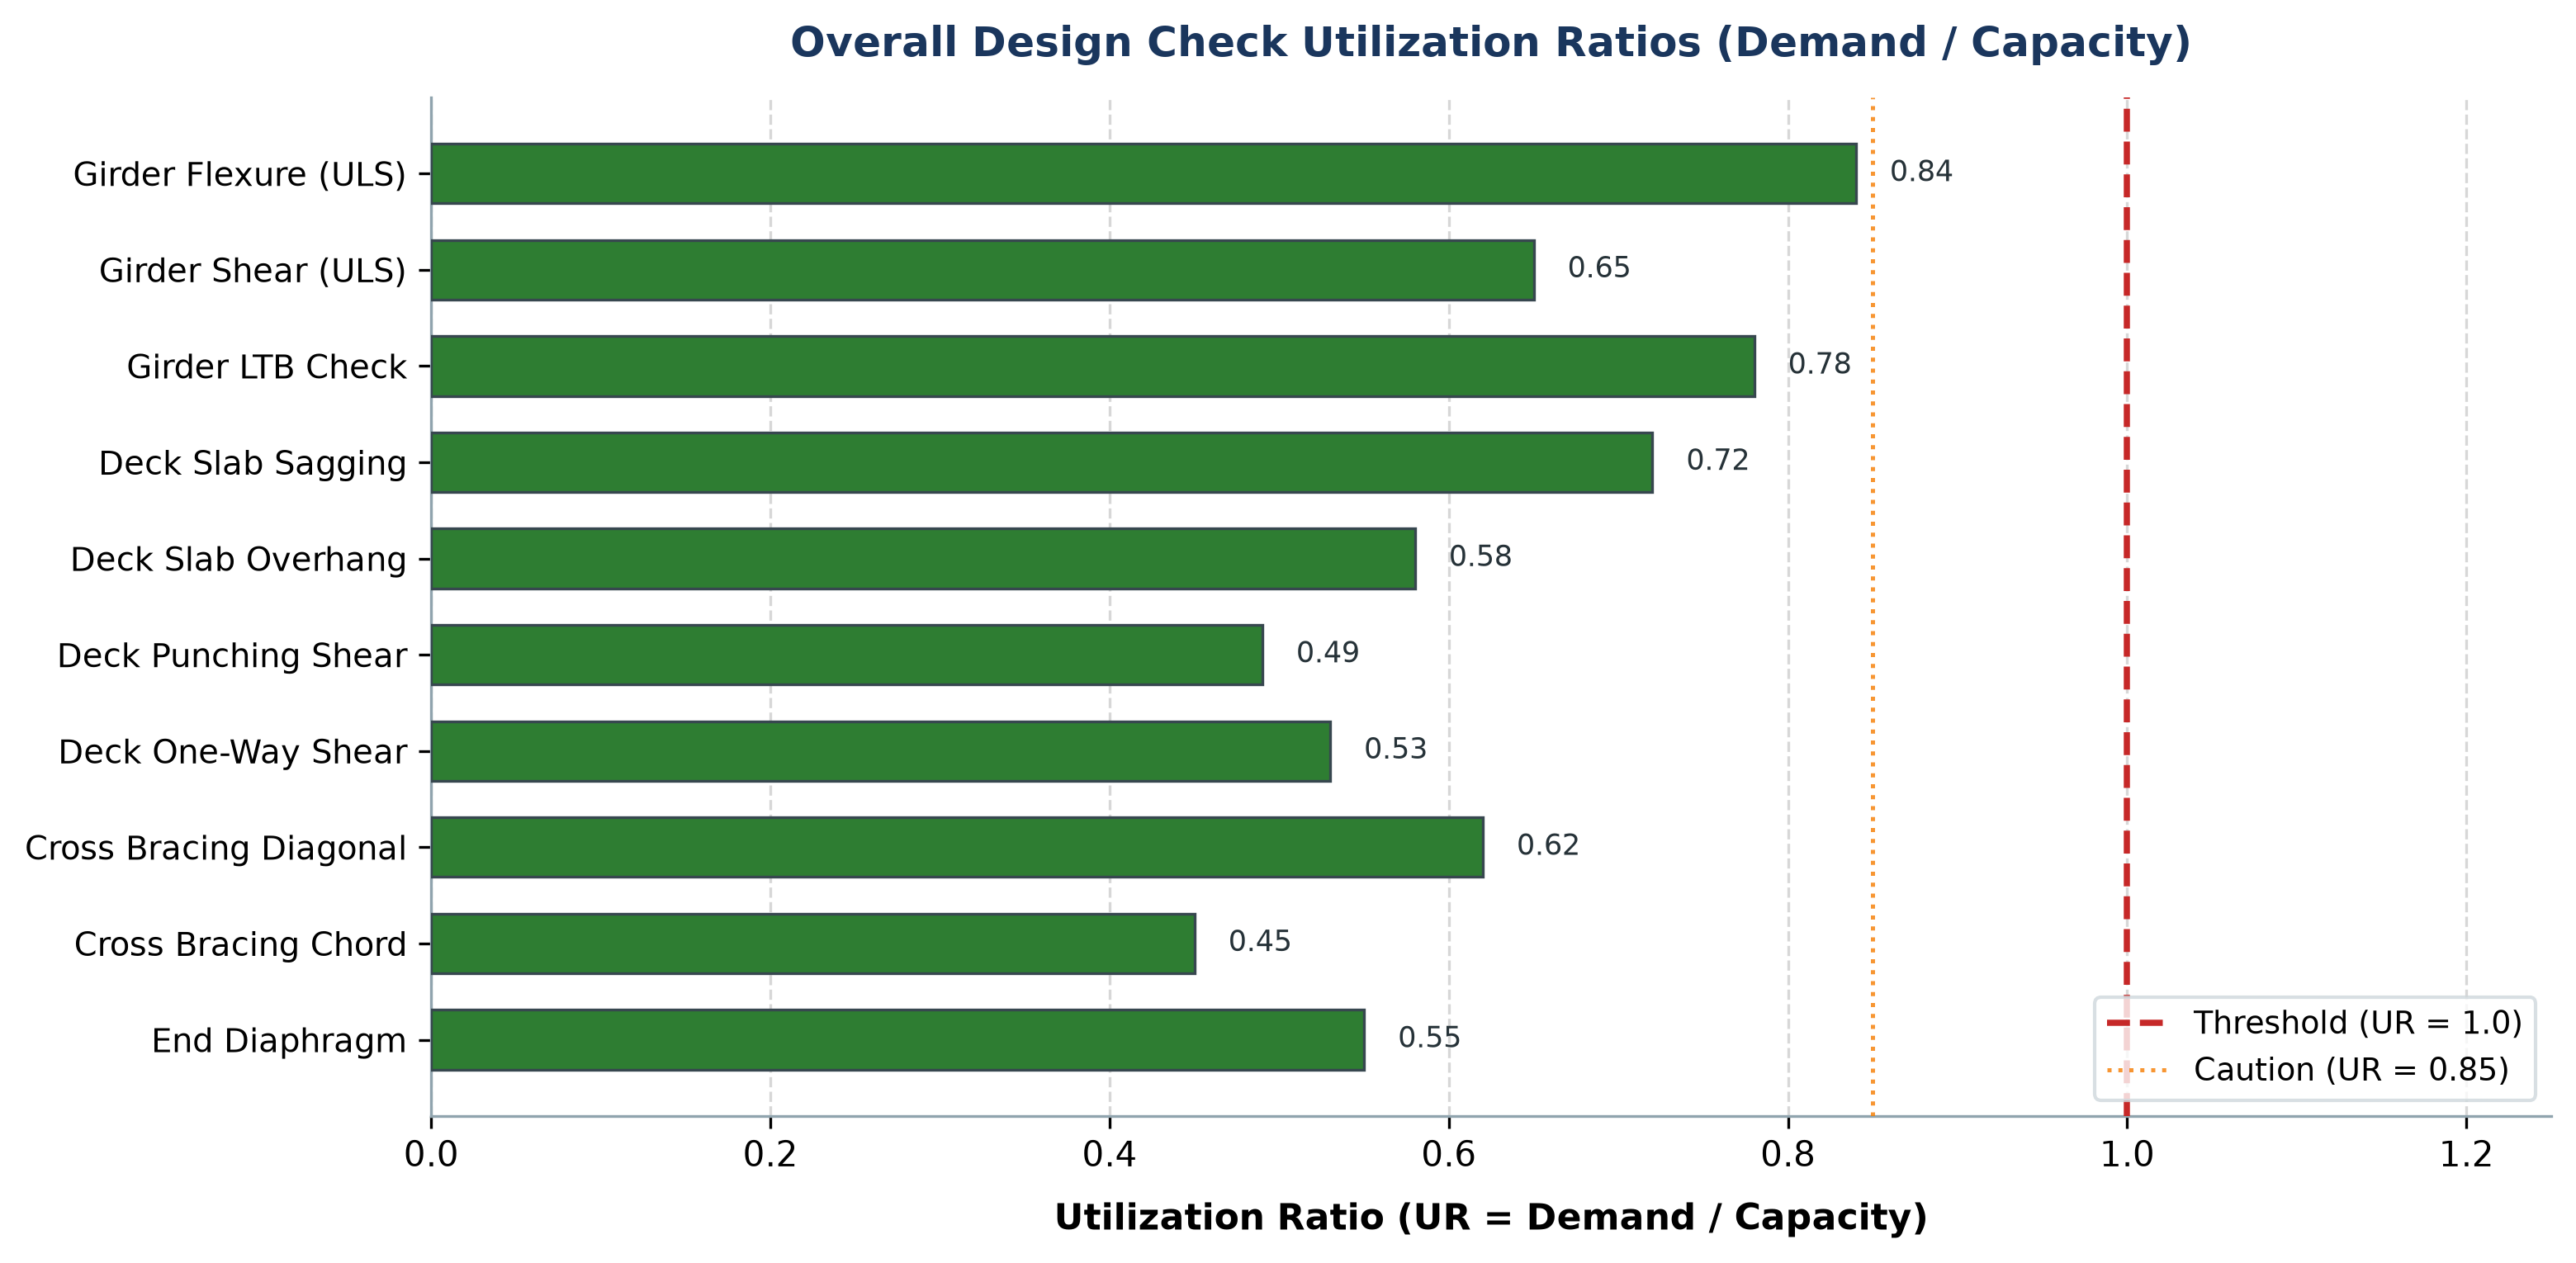 Overall Design Check Utilization Ratios (Demand / Capacity)
Girder Flexure (ULS)
0.84
Girder Shear (ULS)
0.65
Girder LTB Check
0.78
Deck Slab Sagging
0.72
Deck Slab Overhang
0.58
Deck Punching Shear
0.49
Deck One-Way Shear
0.53
Cross Bracing Diagonal
0.62
Cross Bracing Chord
0.45
End Diaphragm
0.55
Threshold (UR = 1.0)
Caution (UR = 0.85)
0.0 0.2 0.4 0.6 0.8 1.0 1.2
Utilization Ratio (UR = Demand / Capacity)